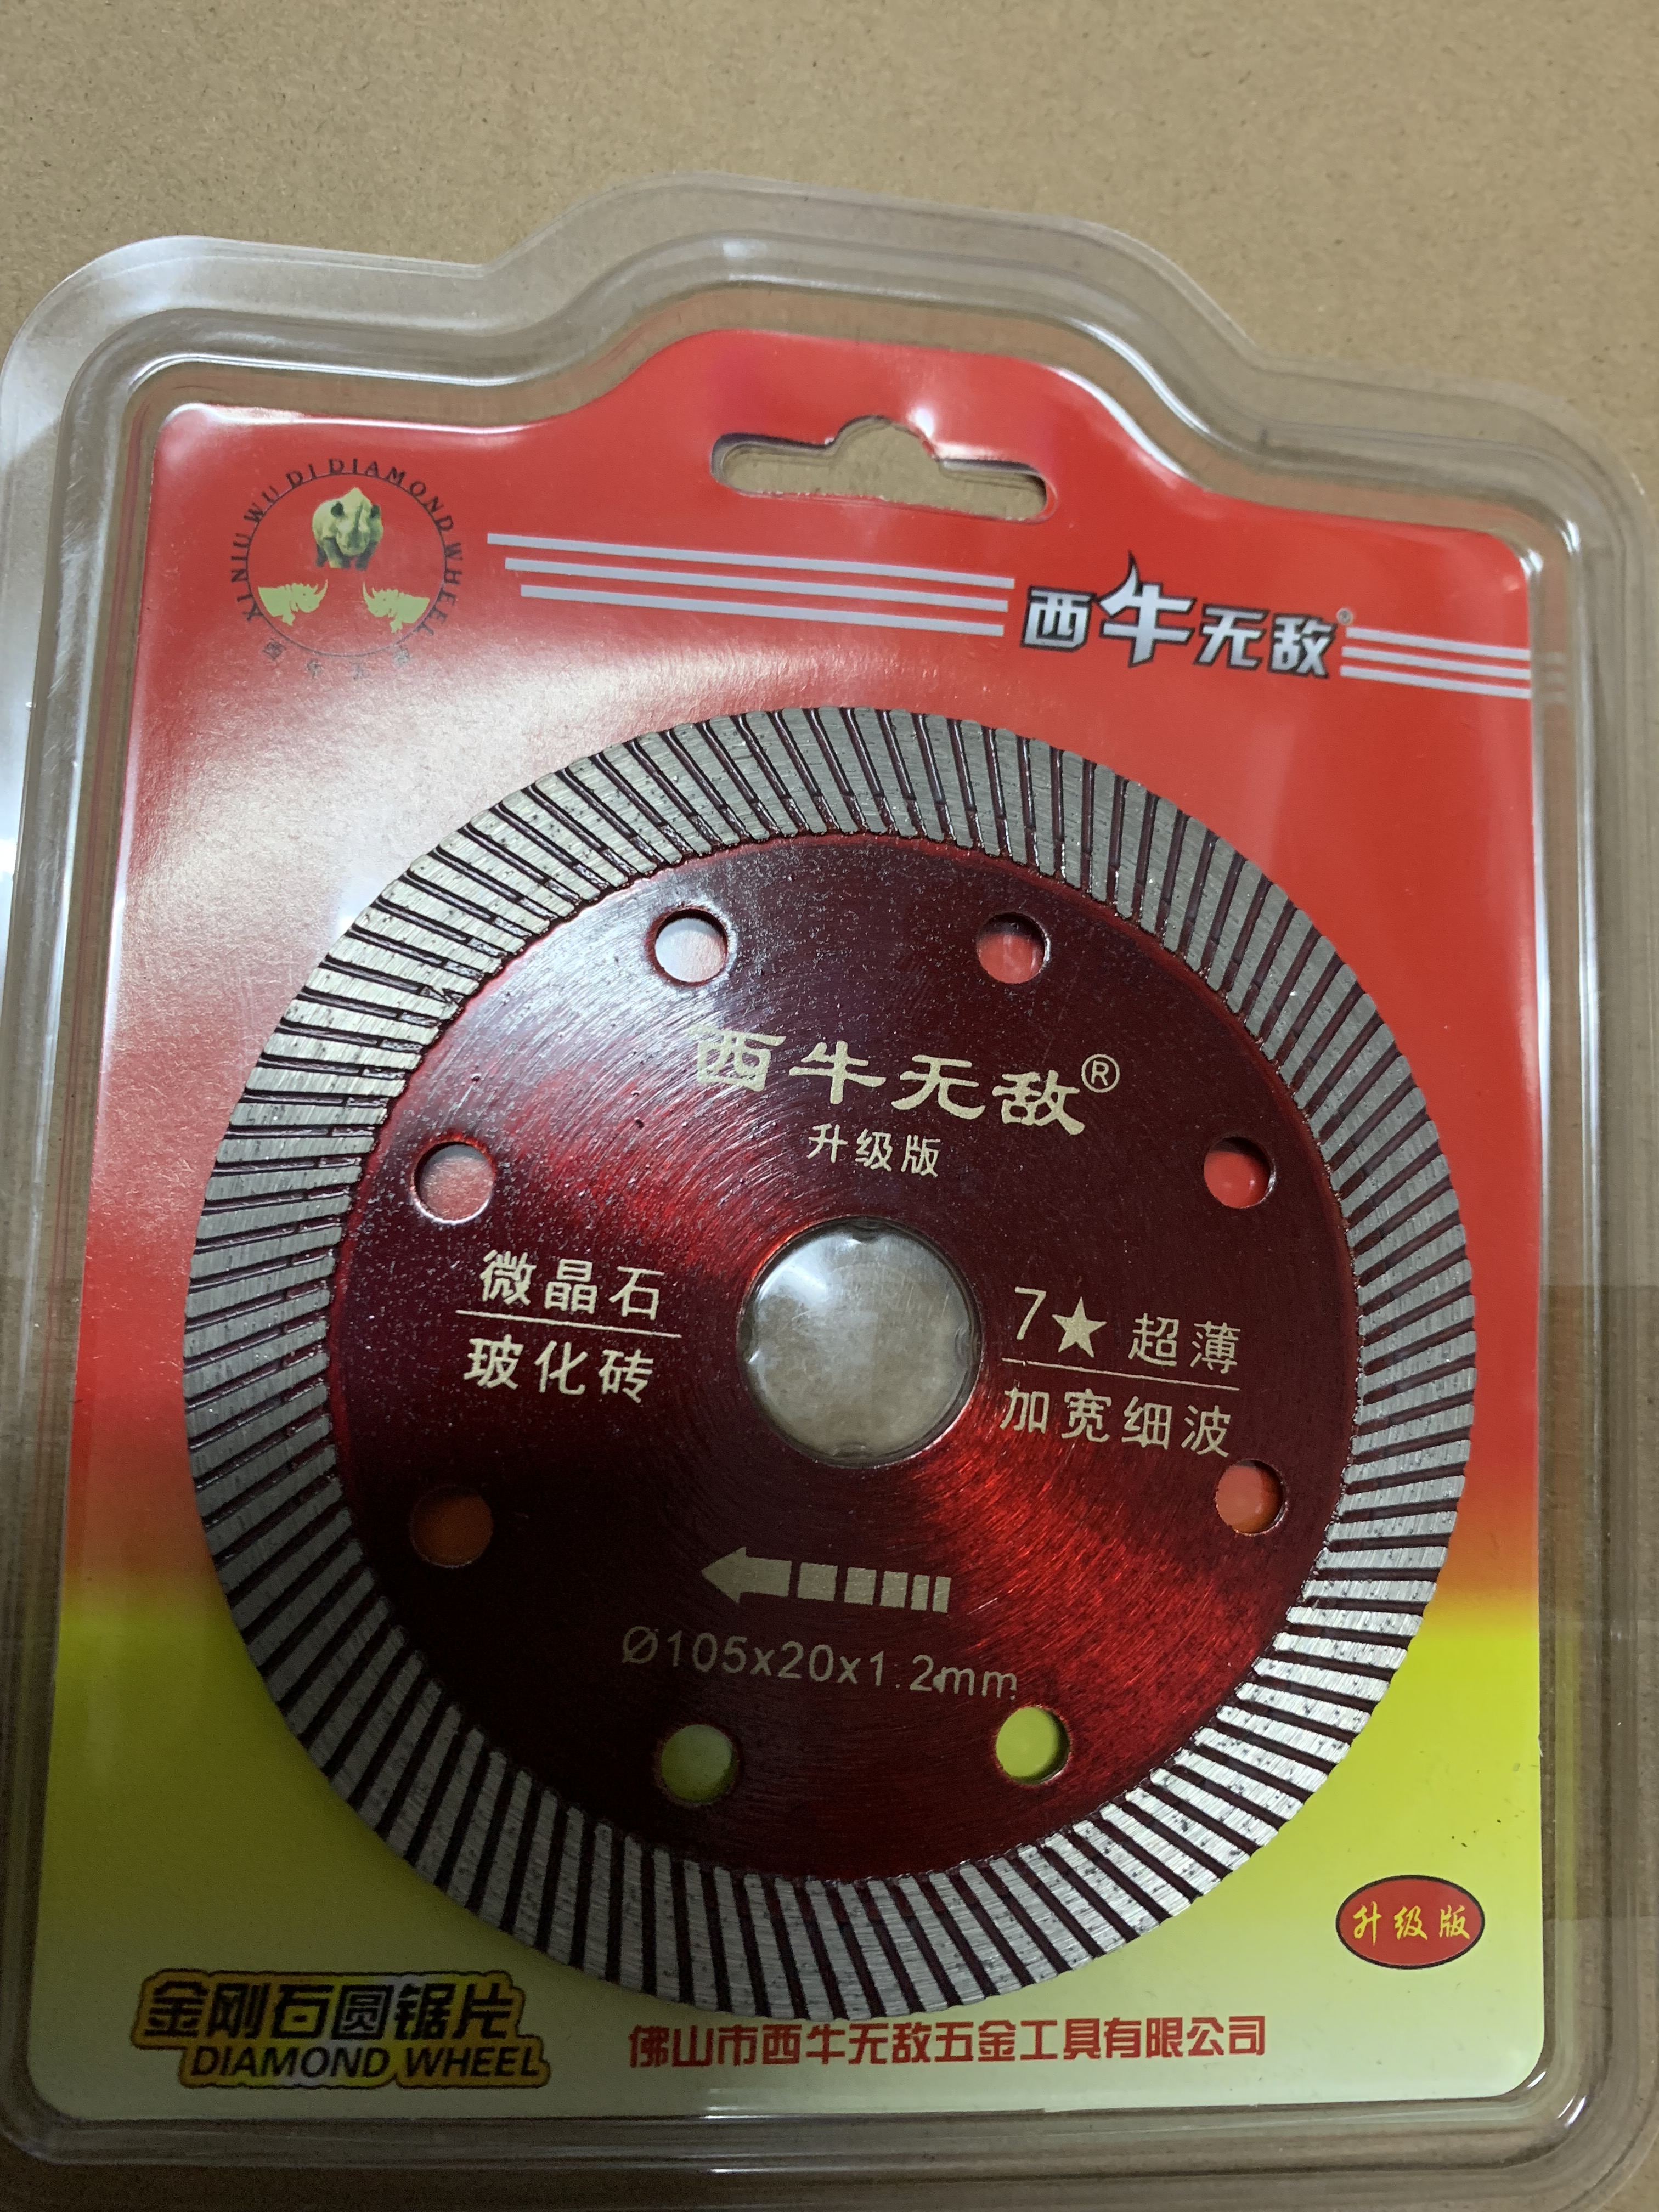 XINIU WU DI DIAMOND WHEEL
西牛无敌®
西牛无敌®
升级版
微晶石
玻化砖
7★ 超薄
加宽细波
Ø105x20x1.2mm
升级版
金刚石圆锯片
DIAMOND WHEEL
佛山市西牛无敌五金工具有限公司